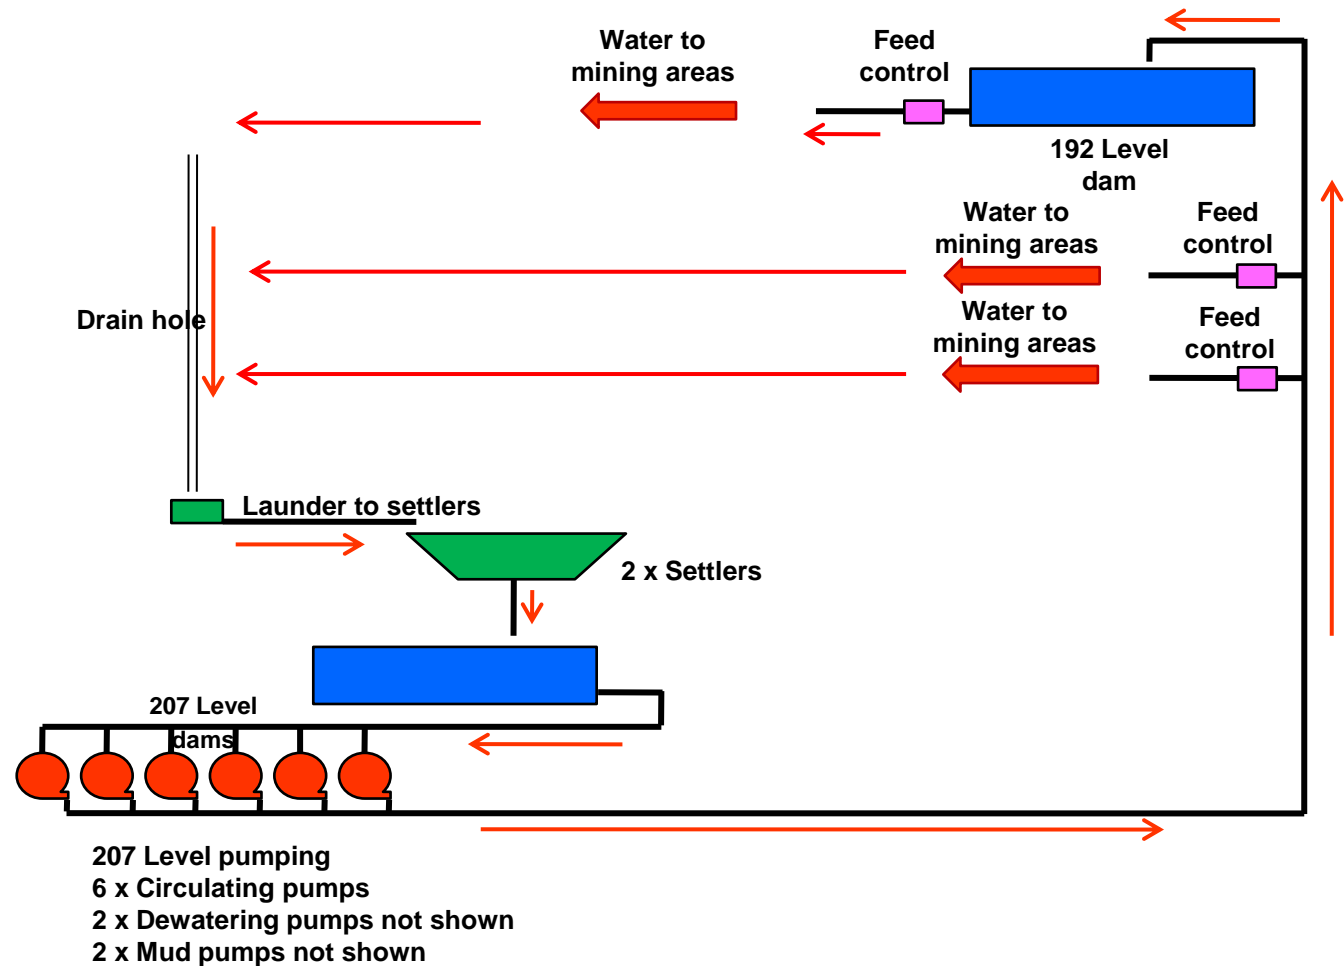 Water to
mining areas
Feed
control
192 Level
dam
Water to
mining areas
Feed
control
Drain hole
Water to
mining areas
Feed
control
Launder to settlers
2 x Settlers
207 Level
dams
207 Level pumping
6 x Circulating pumps
2 x Dewatering pumps not shown
2 x Mud pumps not shown